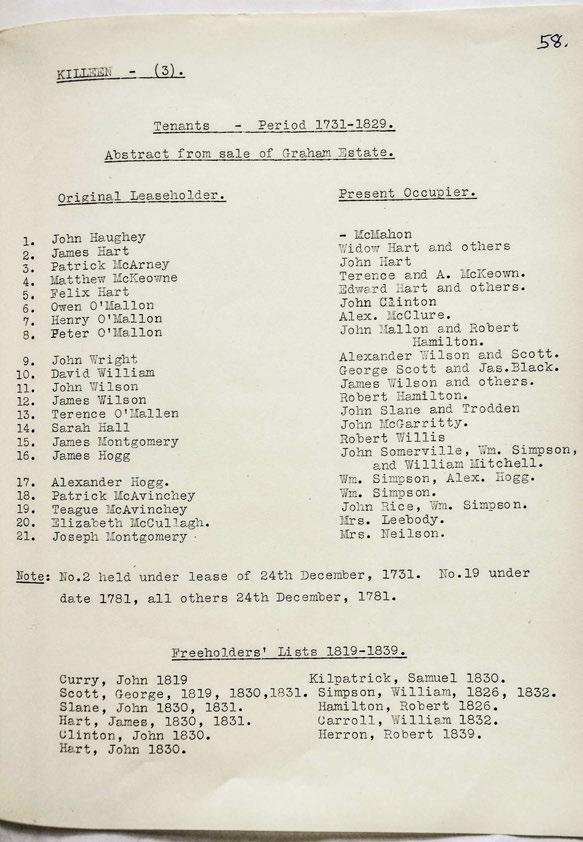 58.
KILLEEN - (3).
Tenants - Period 1731-1829.
Abstract from sale of Graham Estate.
Original Leaseholder. Present Occupier.
1. John Haughey - McMahon
2. James Hart Widow Hart and others
3. Patrick McArney John Hart
4. Matthew McKeowne Terence and A. McKeown.
5. Felix Hart Edward Hart and others.
6. Owen O'Mallon John Clinton
7. Henry O'Mallon Alex. McClure.
8. Peter O'Mallon John Mallon and Robert
Hamilton.
9. John Wright Alexander Wilson and Scott.
10. David William George Scott and Jas.Black.
11. John Wilson James Wilson and others.
12. James Wilson Robert Hamilton.
13. Terence O'Mallen John Slane and Trodden
14. Sarah Hall John McGarritty.
15. James Montgomery Robert Willis
16. James Hogg John Somerville, Wm. Simpson,
and William Mitchell.
17. Alexander Hogg. Wm. Simpson, Alex. Hogg.
18. Patrick McAvinchey Wm. Simpson.
19. Teague McAvinchey John Rice, Wm. Simpson.
20. Elizabeth McCullagh. Mrs. Leebody.
21. Joseph Montgomery Mrs. Neilson.
Note: No.2 held under lease of 24th December, 1731. No.19 under
date 1781, all others 24th December, 1781.
Freeholders' Lists 1819-1839.
Curry, John 1819 Kilpatrick, Samuel 1830.
Scott, George, 1819, 1830,1831. Simpson, William, 1826, 1832.
Slane, John 1830, 1831. Hamilton, Robert 1826.
Hart, James, 1830, 1831. Carroll, William 1832.
Clinton, John 1830. Herron, Robert 1839.
Hart, John 1830.